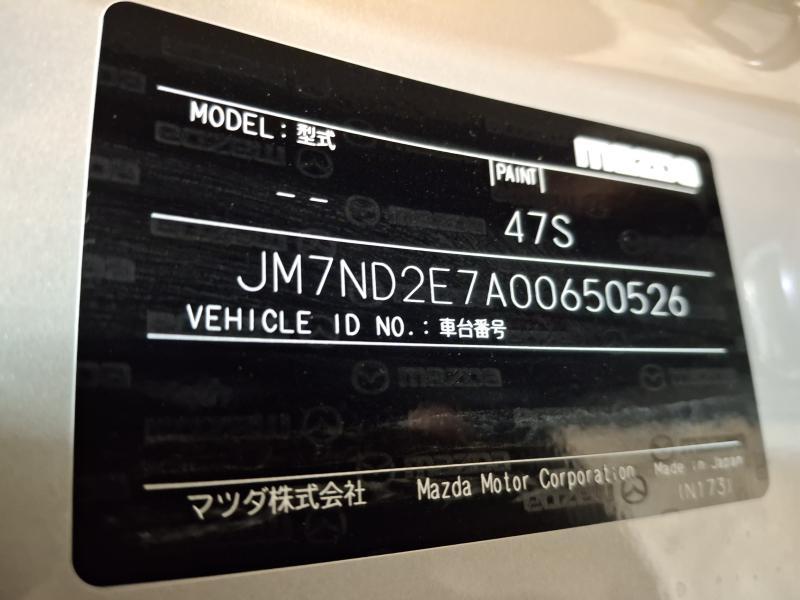 mazda
MODEL: 型式
PAINT
--
47S
JM7ND2E7A00650526
VEHICLE ID NO.: 車台番号
マツダ株式会社 Mazda Motor Corporation Made in Japan
(N173)